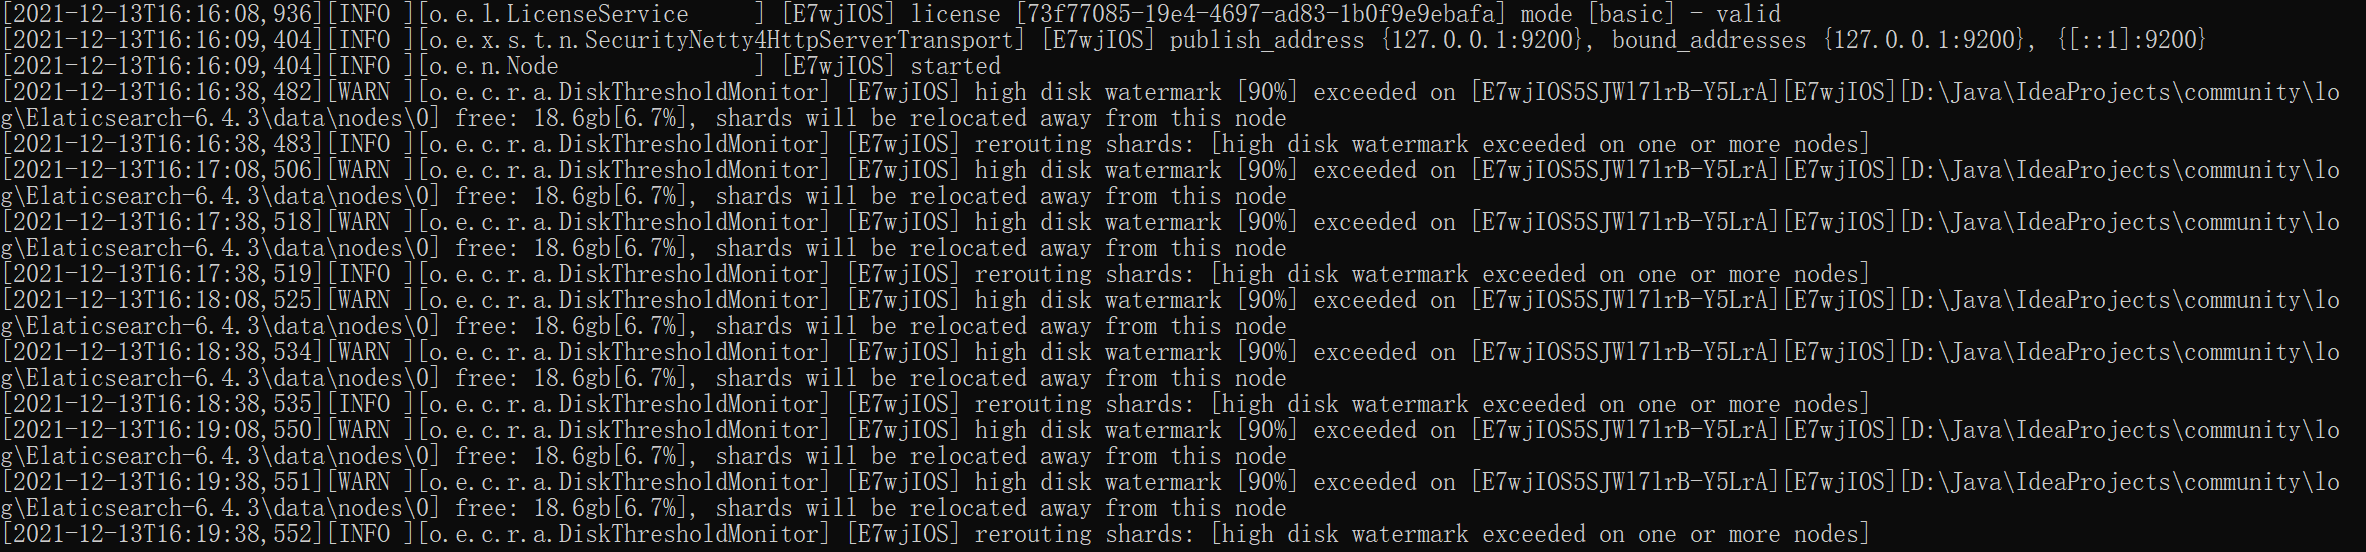 [2021-12-13T16:16:08,936][INFO ][o.e.l.LicenseService     ] [E7wjIOS] license [73f77085-19e4-4697-ad83-1b0f9e9ebafa] mode [basic] - valid
[2021-12-13T16:16:09,404][INFO ][o.e.x.s.t.n.SecurityNetty4HttpServerTransport] [E7wjIOS] publish_address {127.0.0.1:9200}, bound_addresses {127.0.0.1:9200}, {[::1]:9200}
[2021-12-13T16:16:09,404][INFO ][o.e.n.Node               ] [E7wjIOS] started
[2021-12-13T16:16:38,482][WARN ][o.e.c.r.a.DiskThresholdMonitor] [E7wjIOS] high disk watermark [90%] exceeded on [E7wjIOS5SJWl7lrB-Y5LrA][E7wjIOS][D:\Java\IdeaProjects\community\lo
g\Elaticsearch-6.4.3\data\nodes\0] free: 18.6gb[6.7%], shards will be relocated away from this node
[2021-12-13T16:16:38,483][INFO ][o.e.c.r.a.DiskThresholdMonitor] [E7wjIOS] rerouting shards: [high disk watermark exceeded on one or more nodes]
[2021-12-13T16:17:08,506][WARN ][o.e.c.r.a.DiskThresholdMonitor] [E7wjIOS] high disk watermark [90%] exceeded on [E7wjIOS5SJWl7lrB-Y5LrA][E7wjIOS][D:\Java\IdeaProjects\community\lo
g\Elaticsearch-6.4.3\data\nodes\0] free: 18.6gb[6.7%], shards will be relocated away from this node
[2021-12-13T16:17:38,518][WARN ][o.e.c.r.a.DiskThresholdMonitor] [E7wjIOS] high disk watermark [90%] exceeded on [E7wjIOS5SJWl7lrB-Y5LrA][E7wjIOS][D:\Java\IdeaProjects\community\lo
g\Elaticsearch-6.4.3\data\nodes\0] free: 18.6gb[6.7%], shards will be relocated away from this node
[2021-12-13T16:17:38,519][INFO ][o.e.c.r.a.DiskThresholdMonitor] [E7wjIOS] rerouting shards: [high disk watermark exceeded on one or more nodes]
[2021-12-13T16:18:08,525][WARN ][o.e.c.r.a.DiskThresholdMonitor] [E7wjIOS] high disk watermark [90%] exceeded on [E7wjIOS5SJWl7lrB-Y5LrA][E7wjIOS][D:\Java\IdeaProjects\community\lo
g\Elaticsearch-6.4.3\data\nodes\0] free: 18.6gb[6.7%], shards will be relocated away from this node
[2021-12-13T16:18:38,534][WARN ][o.e.c.r.a.DiskThresholdMonitor] [E7wjIOS] high disk watermark [90%] exceeded on [E7wjIOS5SJWl7lrB-Y5LrA][E7wjIOS][D:\Java\IdeaProjects\community\lo
g\Elaticsearch-6.4.3\data\nodes\0] free: 18.6gb[6.7%], shards will be relocated away from this node
[2021-12-13T16:18:38,535][INFO ][o.e.c.r.a.DiskThresholdMonitor] [E7wjIOS] rerouting shards: [high disk watermark exceeded on one or more nodes]
[2021-12-13T16:19:08,550][WARN ][o.e.c.r.a.DiskThresholdMonitor] [E7wjIOS] high disk watermark [90%] exceeded on [E7wjIOS5SJWl7lrB-Y5LrA][E7wjIOS][D:\Java\IdeaProjects\community\lo
g\Elaticsearch-6.4.3\data\nodes\0] free: 18.6gb[6.7%], shards will be relocated away from this node
[2021-12-13T16:19:38,551][WARN ][o.e.c.r.a.DiskThresholdMonitor] [E7wjIOS] high disk watermark [90%] exceeded on [E7wjIOS5SJWl7lrB-Y5LrA][E7wjIOS][D:\Java\IdeaProjects\community\lo
g\Elaticsearch-6.4.3\data\nodes\0] free: 18.6gb[6.7%], shards will be relocated away from this node
[2021-12-13T16:19:38,552][INFO ][o.e.c.r.a.DiskThresholdMonitor] [E7wjIOS] rerouting shards: [high disk watermark exceeded on one or more nodes]